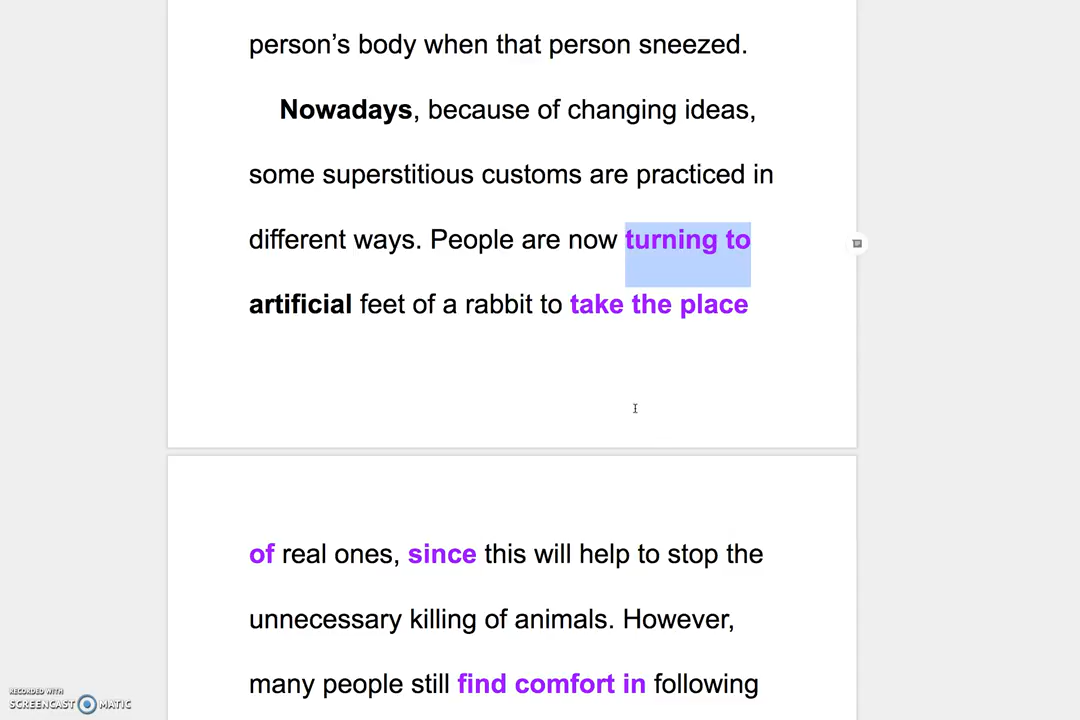 person’s body when that person sneezed.
Nowadays, because of changing ideas,
some superstitious customs are practiced in
different ways. People are now turning to
artificial feet of a rabbit to take the place
of real ones, since this will help to stop the
unnecessary killing of animals. However,
many people still find comfort in following
RECORDED WITH
SCREENCAST MATIC